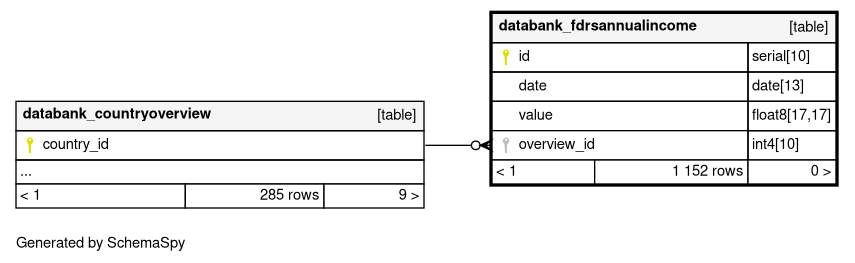 databank_fdrsannualincome [table]
id serial[10]
date date[13]
value float8[17,17]
overview_id int4[10]
< 1 1 152 rows 0 >
databank_countryoverview [table]
country_id
...
< 1 285 rows 9 >
Generated by SchemaSpy